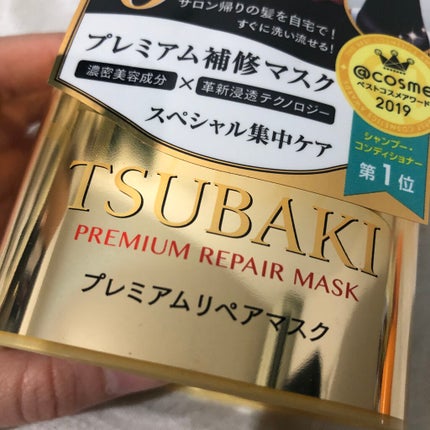 サロン帰りの髪を自宅で!
すぐに洗い流せる!
プレミアム補修マスク
濃密美容成分 × 革新浸透テクノロジー
スペシャル集中ケア
@cosme
ベストコスメアワード
2019
シャンプー・
コンディショナー
第1位
TSUBAKI
PREMIUM REPAIR MASK
プレミアムリペアマスク